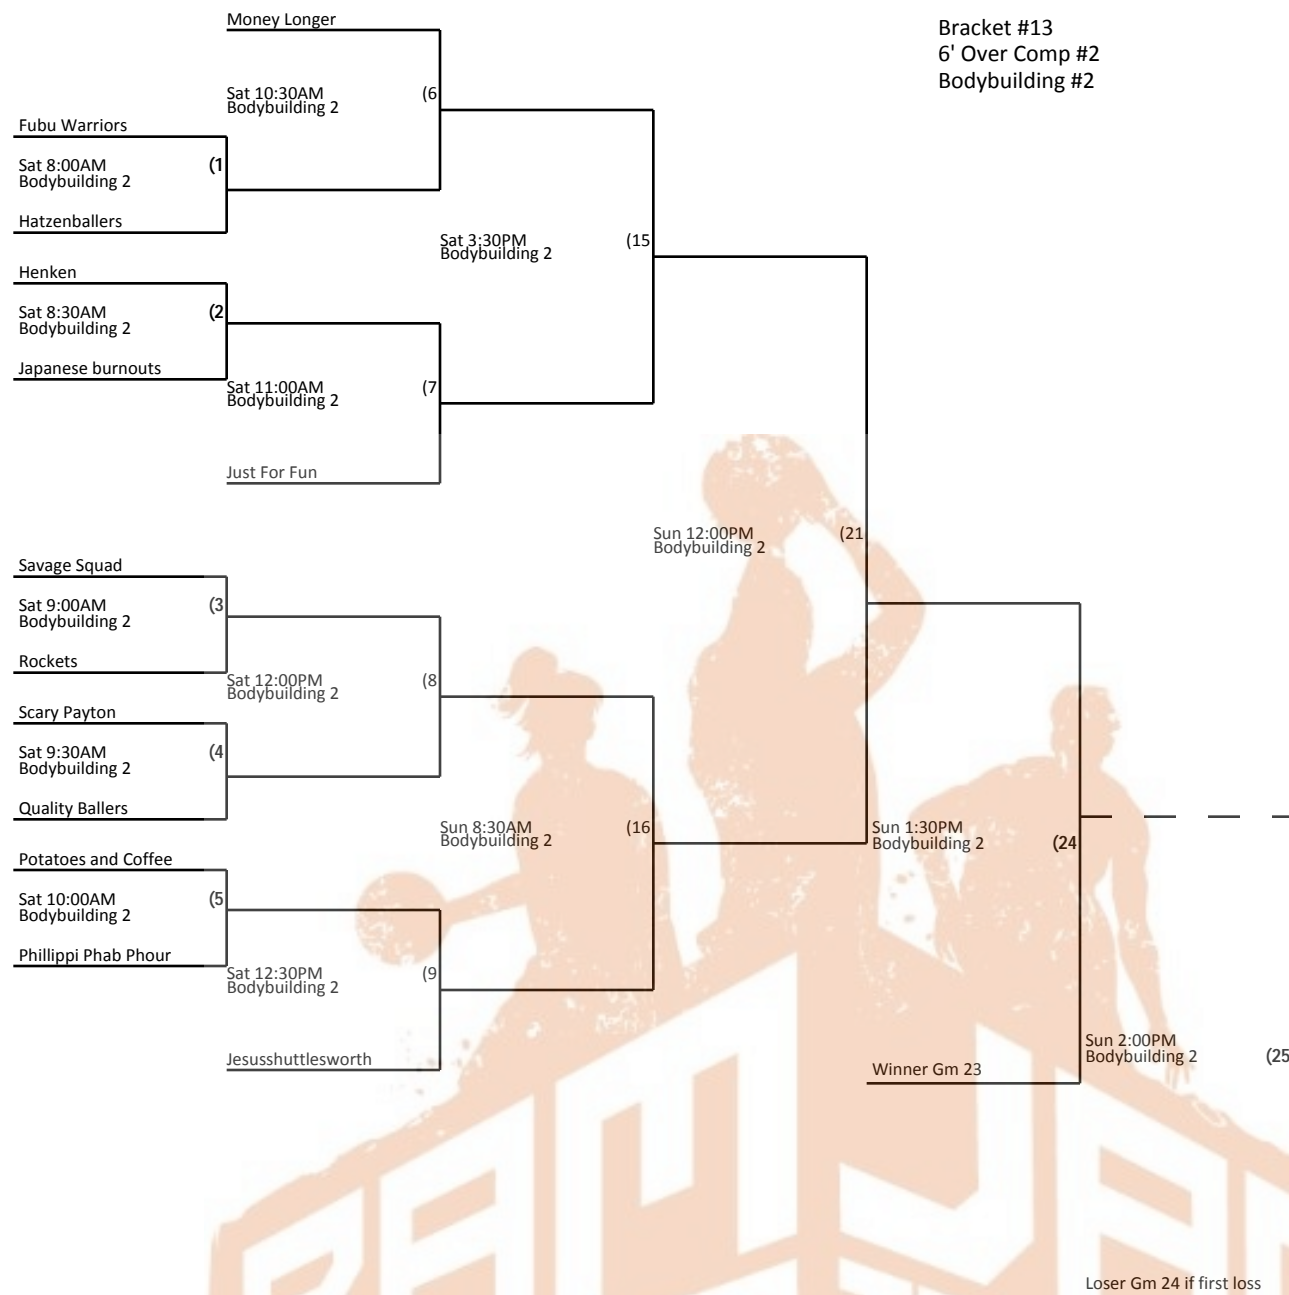 Money Longer
Bracket #13
6' Over Comp #2
Bodybuilding #2
Sat 10:30AM
Bodybuilding 2
(6
Fubu Warriors
Sat 8:00AM
Bodybuilding 2
(1
Hatzenballers
Sat 3:30PM
Bodybuilding 2
(15
Henken
Sat 8:30AM
Bodybuilding 2
(2
Japanese burnouts
Sat 11:00AM
Bodybuilding 2
(7
Just For Fun
Sun 12:00PM
Bodybuilding 2
(21
Savage Squad
Sat 9:00AM
Bodybuilding 2
(3
Rockets
Sat 12:00PM
Bodybuilding 2
(8
Scary Payton
Sat 9:30AM
Bodybuilding 2
(4
Quality Ballers
Sun 8:30AM
Bodybuilding 2
(16
Sun 1:30PM
Bodybuilding 2
(24
Potatoes and Coffee
Sat 10:00AM
Bodybuilding 2
(5
Phillippi Phab Phour
Sat 12:30PM
Bodybuilding 2
(9
Jesusshuttlesworth
Sun 2:00PM
Bodybuilding 2
(25
Winner Gm 23
Loser Gm 24 if first loss